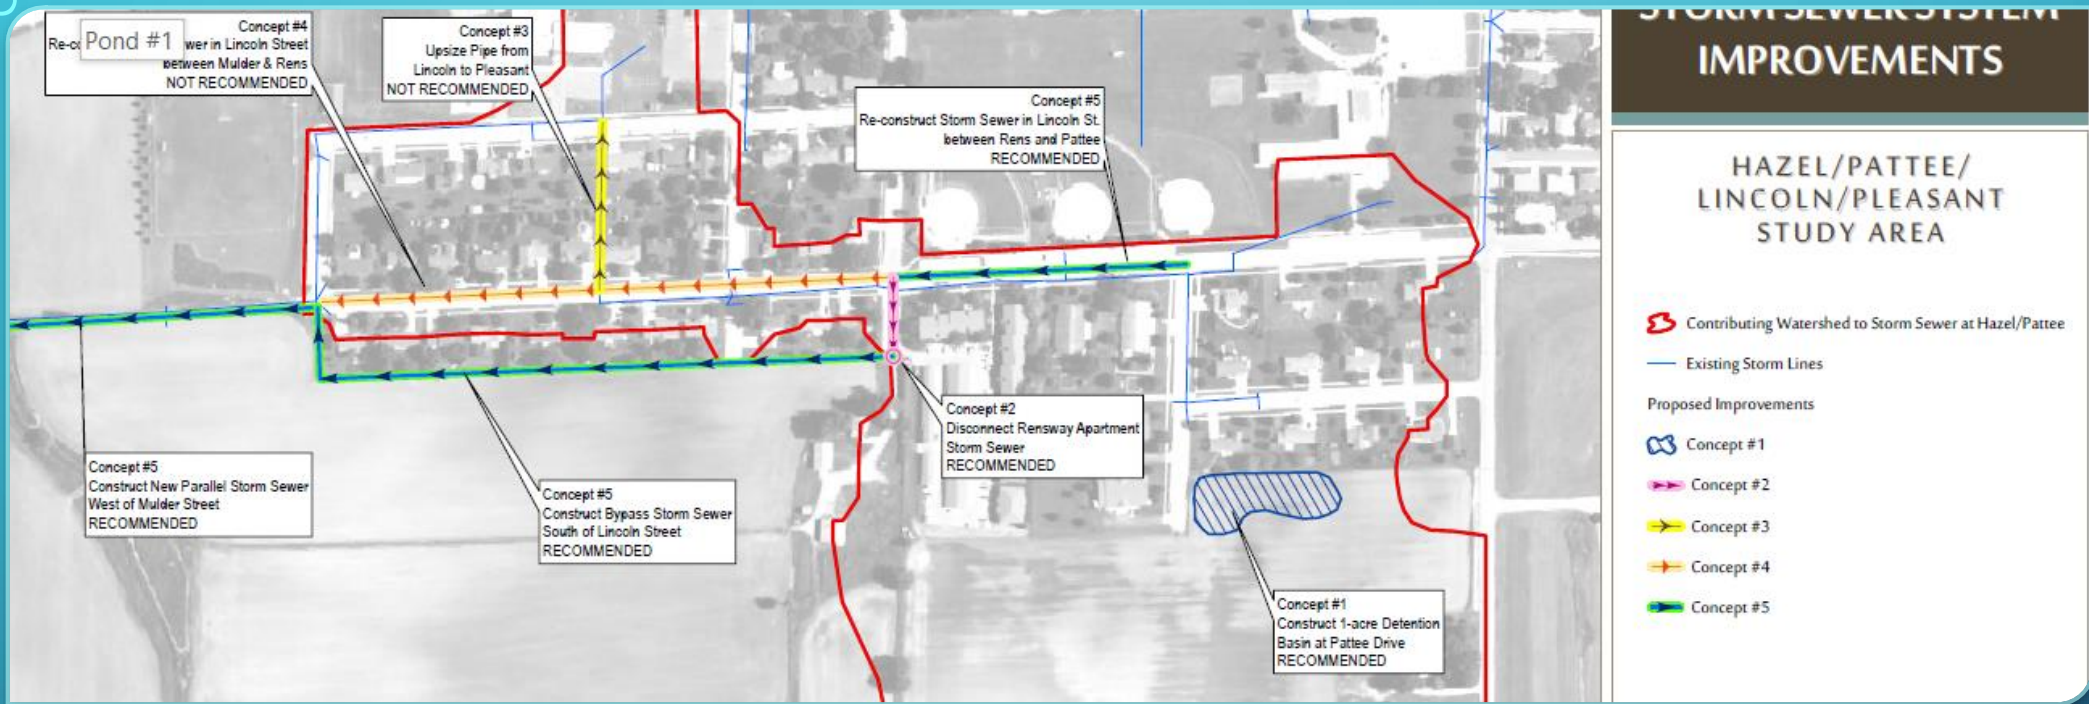 Concept #4
Pond #1
wer in Lincoln Street
between Mulder & Rens
NOT RECOMMENDED
Concept #3
Upsize Pipe from
Lincoln to Pleasant
NOT RECOMMENDED
Concept #5
Re-construct Storm Sewer in Lincoln St.
between Rens and Pattee
RECOMMENDED
Concept #5
Construct New Parallel Storm Sewer
West of Mulder Street
RECOMMENDED
Concept #5
Construct Bypass Storm Sewer
South of Lincoln Street
RECOMMENDED
Concept #2
Disconnect Rensway Apartment
Storm Sewer
RECOMMENDED
Concept #1
Construct 1-acre Detention
Basin at Pattee Drive
RECOMMENDED
STORM SEWER SYSTEM
IMPROVEMENTS
HAZEL/PATTEE/
LINCOLN/PLEASANT
STUDY AREA
Contributing Watershed to Storm Sewer at Hazel/Pattee
Existing Storm Lines
Proposed Improvements
Concept #1
Concept #2
Concept #3
Concept #4
Concept #5